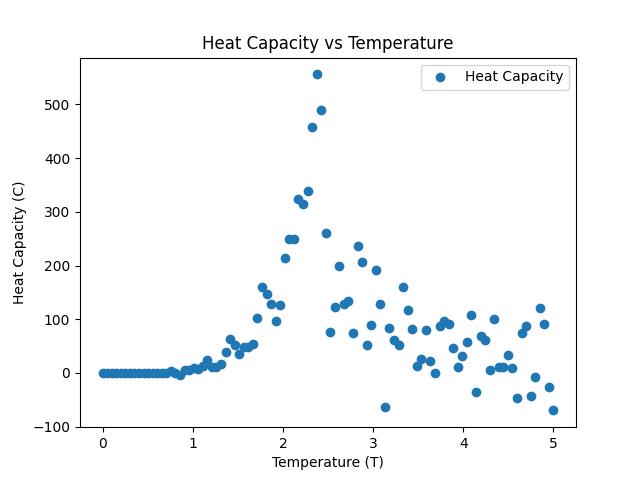 Heat Capacity vs Temperature
Heat Capacity
Heat Capacity (C)
500
400
300
200
100
0
−100
0 1 2 3 4 5
Temperature (T)